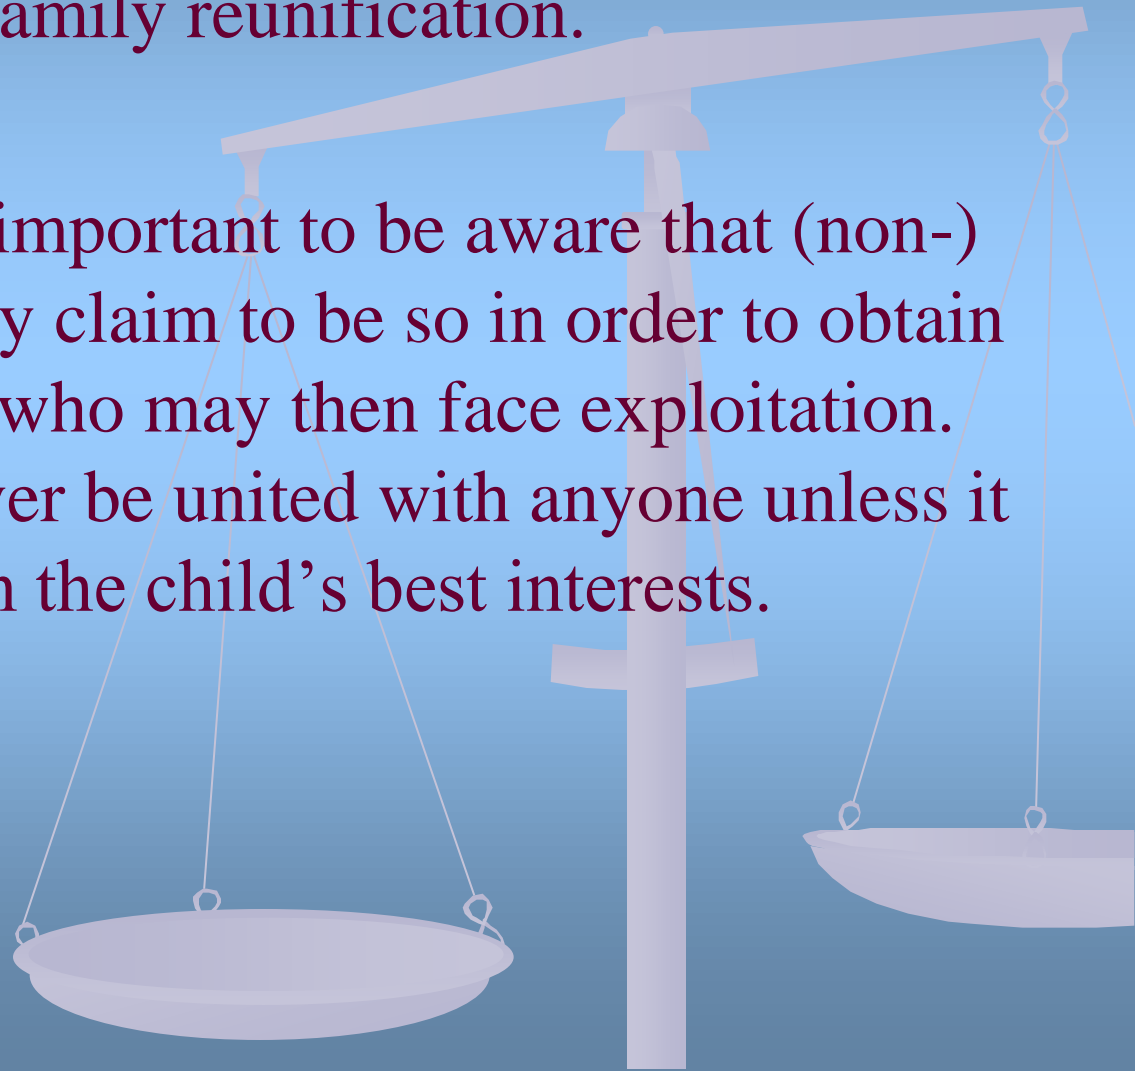 amily reunification.
important to be aware that (non-)
y claim to be so in order to obtain
who may then face exploitation.
er be united with anyone unless it
the child’s best interests.